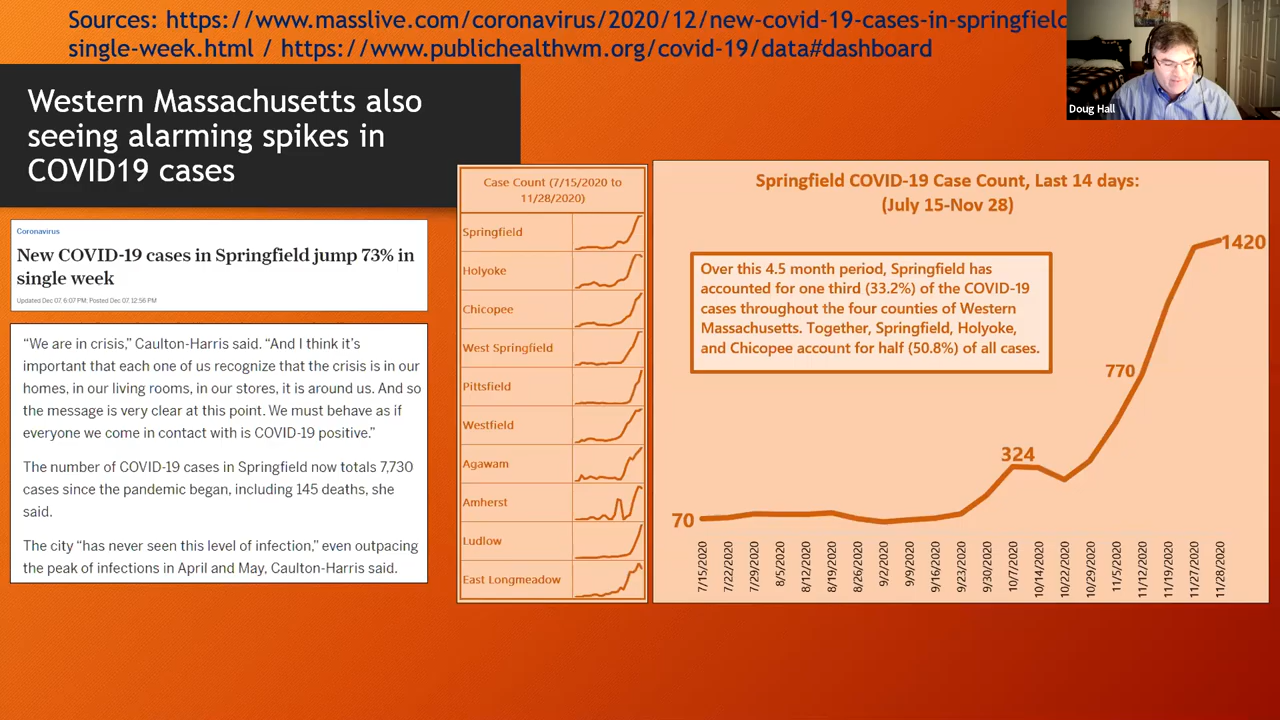 Sources: https://www.masslive.com/coronavirus/2020/12/new-covid-19-cases-in-springfield
single-week.html / https://www.publichealthwm.org/covid-19/data#dashboard
Doug Hall
Western Massachusetts also
seeing alarming spikes in
COVID19 cases
Coronavirus
New COVID-19 cases in Springfield jump 73% in
single week
Updated Dec 07, 6:07 PM; Posted Dec 07, 12:56 PM
“We are in crisis,” Caulton-Harris said. “And I think it’s
important that each one of us recognize that the crisis is in our
homes, in our living rooms, in our stores, it is around us. And so
the message is very clear at this point. We must behave as if
everyone we come in contact with is COVID-19 positive.”
The number of COVID-19 cases in Springfield now totals 7,730
cases since the pandemic began, including 145 deaths, she
said.
The city “has never seen this level of infection,” even outpacing
the peak of infections in April and May, Caulton-Harris said.
Case Count (7/15/2020 to
11/28/2020)
Springfield
Holyoke
Chicopee
West Springfield
Pittsfield
Westfield
Agawam
Amherst
Ludlow
East Longmeadow
Springfield COVID-19 Case Count, Last 14 days:
(July 15-Nov 28)
Over this 4.5 month period, Springfield has
accounted for one third (33.2%) of the COVID-19
cases throughout the four counties of Western
Massachusetts. Together, Springfield, Holyoke,
and Chicopee account for half (50.8%) of all cases.
70
324
770
1420
7/15/2020
7/22/2020
7/29/2020
8/5/2020
8/12/2020
8/19/2020
8/26/2020
9/2/2020
9/9/2020
9/16/2020
9/23/2020
9/30/2020
10/7/2020
10/14/2020
10/22/2020
10/29/2020
11/5/2020
11/12/2020
11/19/2020
11/27/2020
11/28/2020